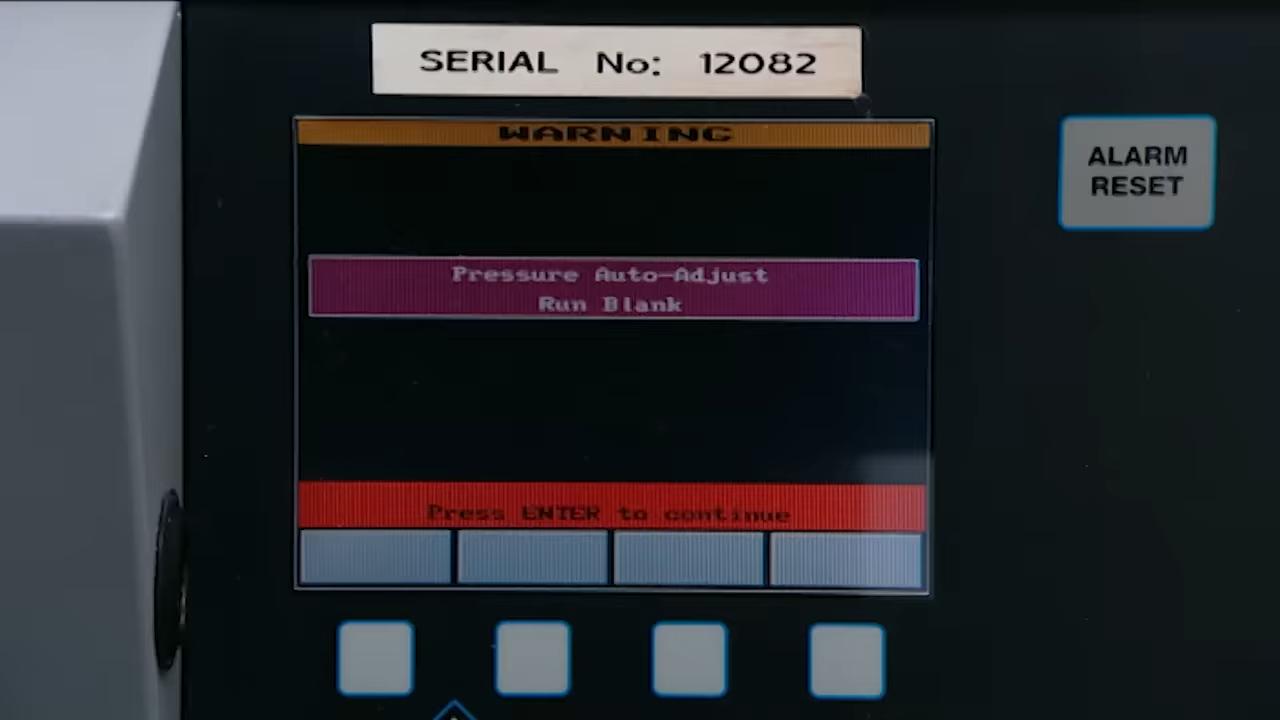 SERIAL No: 12082
WARNING
ALARM
RESET
Pressure Auto-Adjust
Run Blank
Press ENTER to continue